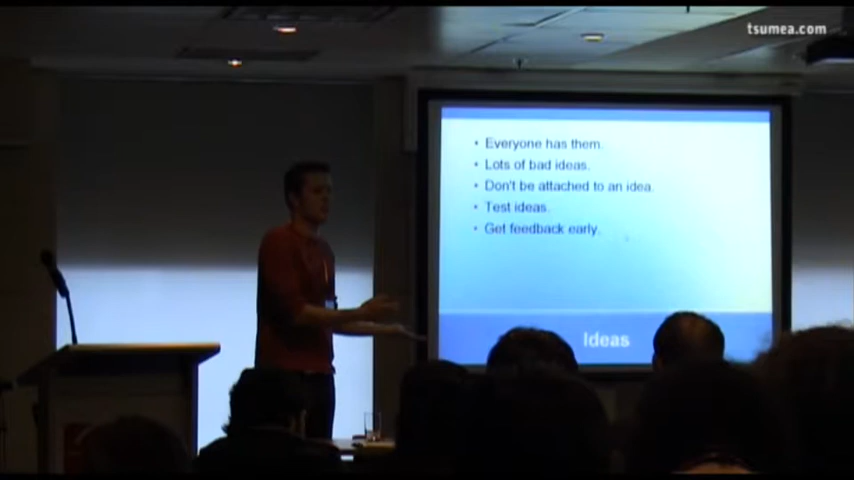 tsumea.com
• Everyone has them.
• Lots of bad ideas.
• Don't be attached to an idea.
• Test ideas.
• Get feedback early.
Ideas